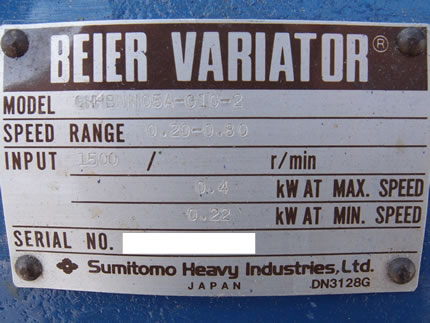 BEIER VARIATOR®
MODEL
SPEED RANGE 0.20-0.80
INPUT 1500 / r/min
0.4 kW AT MAX. SPEED
0.22 kW AT MIN. SPEED
SERIAL NO.
Sumitomo Heavy Industries, Ltd.
JAPAN DN3128G